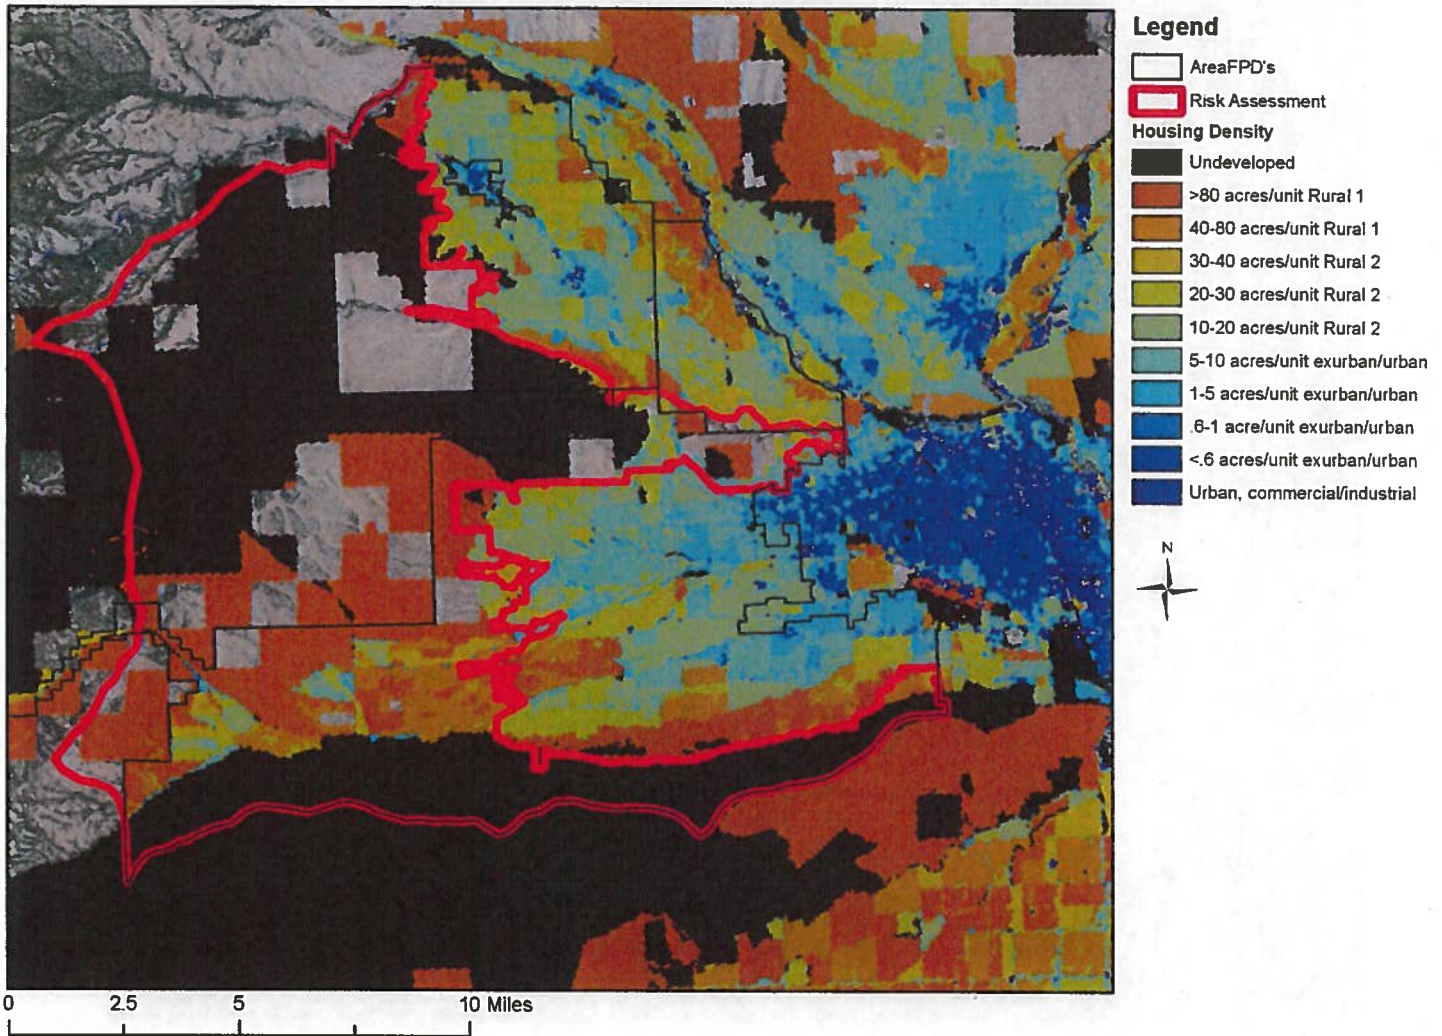 Legend
AreaFPD's
Risk Assessment
Housing Density
Undeveloped
>80 acres/unit Rural 1
40-80 acres/unit Rural 1
30-40 acres/unit Rural 2
20-30 acres/unit Rural 2
10-20 acres/unit Rural 2
5-10 acres/unit exurban/urban
1-5 acres/unit exurban/urban
.6-1 acre/unit exurban/urban
<.6 acres/unit exurban/urban
Urban, commercial/industrial
N
0 2.5 5 10 Miles